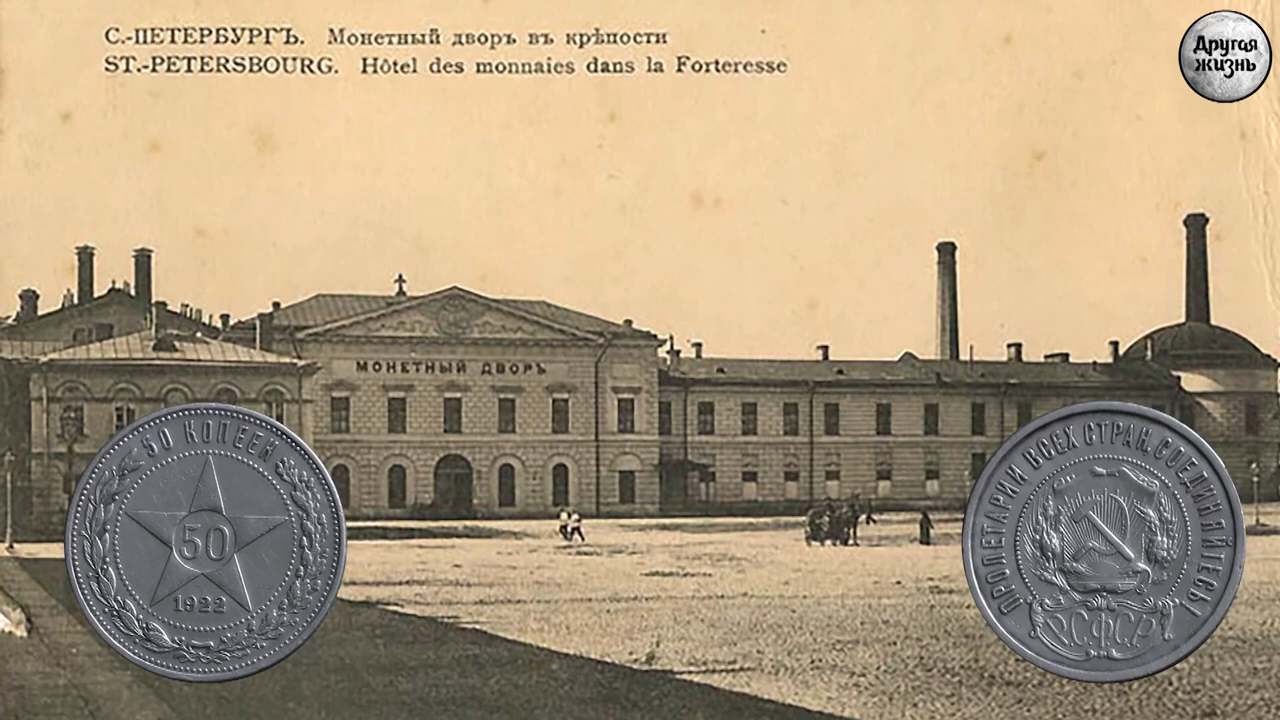 С.-ПЕТЕРБУРГЪ. Монетный дворъ въ крѣпости
ST.-PETERSBOURG. Hôtel des monnaies dans la Forteresse
Другая
жизнь
МОНЕТНЫЙ ДВОРЪ
50 КОПЕЕК
50
1922
ПРОЛЕТАРИИ ВСЕХ СТРАН, СОЕДИНЯЙТЕСЬ!
Р.С.Ф.С.Р.